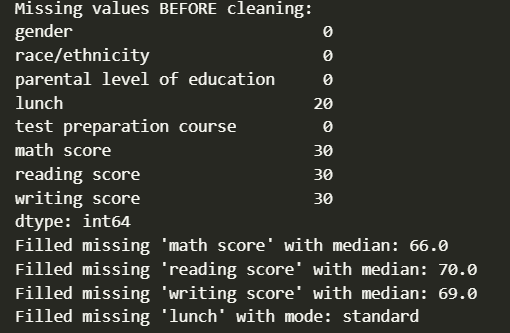 Missing values BEFORE cleaning:
gender                          0
race/ethnicity                  0
parental level of education     0
lunch                          20
test preparation course         0
math score                     30
reading score                  30
writing score                  30
dtype: int64
Filled missing 'math score' with median: 66.0
Filled missing 'reading score' with median: 70.0
Filled missing 'writing score' with median: 69.0
Filled missing 'lunch' with mode: standard